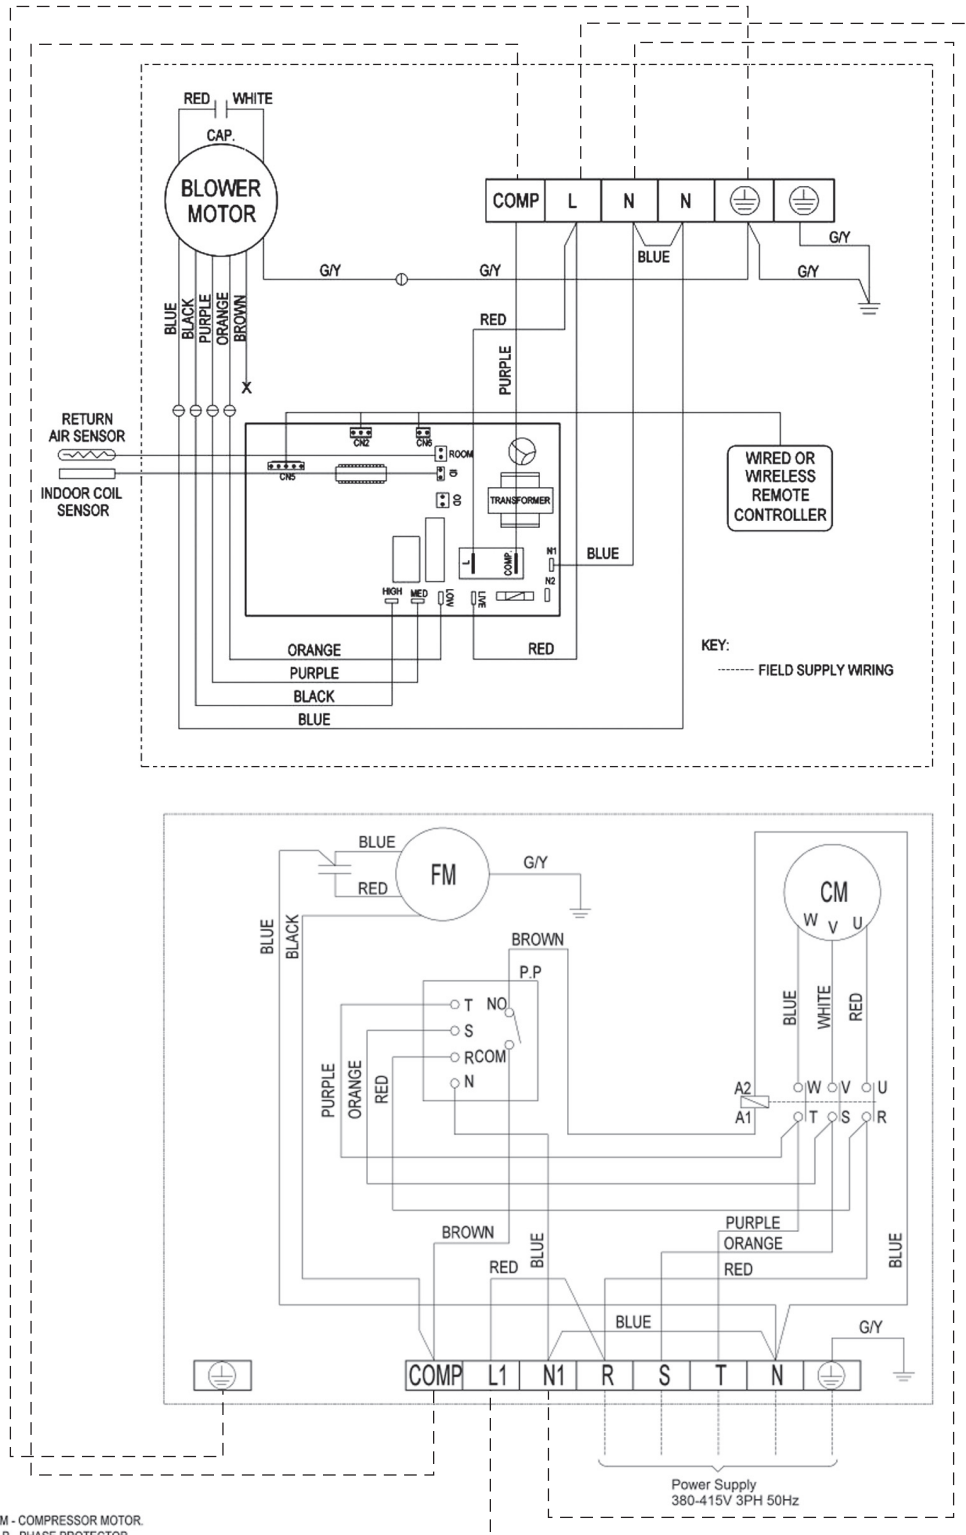 RED WHITE
CAP.
BLOWER
MOTOR
COMP L N N
G/Y
BLUE
G/Y G/Y G/Y
BLUE
BLACK
PURPLE
ORANGE
BROWN
RED
PURPLE
X
RETURN
AIR SENSOR
INDOOR COIL
SENSOR
CN2
CN6
ROOM
CN5
ID
OD
TRANSFORMER
WIRED OR
WIRELESS
REMOTE
CONTROLLER
L
COMP.
N1
BLUE
N2
HIGH
MED
LOW
LIVE
ORANGE
RED
PURPLE
BLACK
BLUE
KEY:
FIELD SUPPLY WIRING
BLUE
RED
FM
G/Y
CM
W V U
BLUE
BLACK
BROWN
P.P
T NO
S
R COM
N
BLUE
WHITE
RED
PURPLE
ORANGE
RED
A2
A1
W V U
T S R
BROWN
BLUE
RED
PURPLE
ORANGE
RED
BLUE
BLUE
G/Y
COMP L1 N1 R S T N
Power Supply
380-415V 3PH 50Hz
M - COMPRESSOR MOTOR.